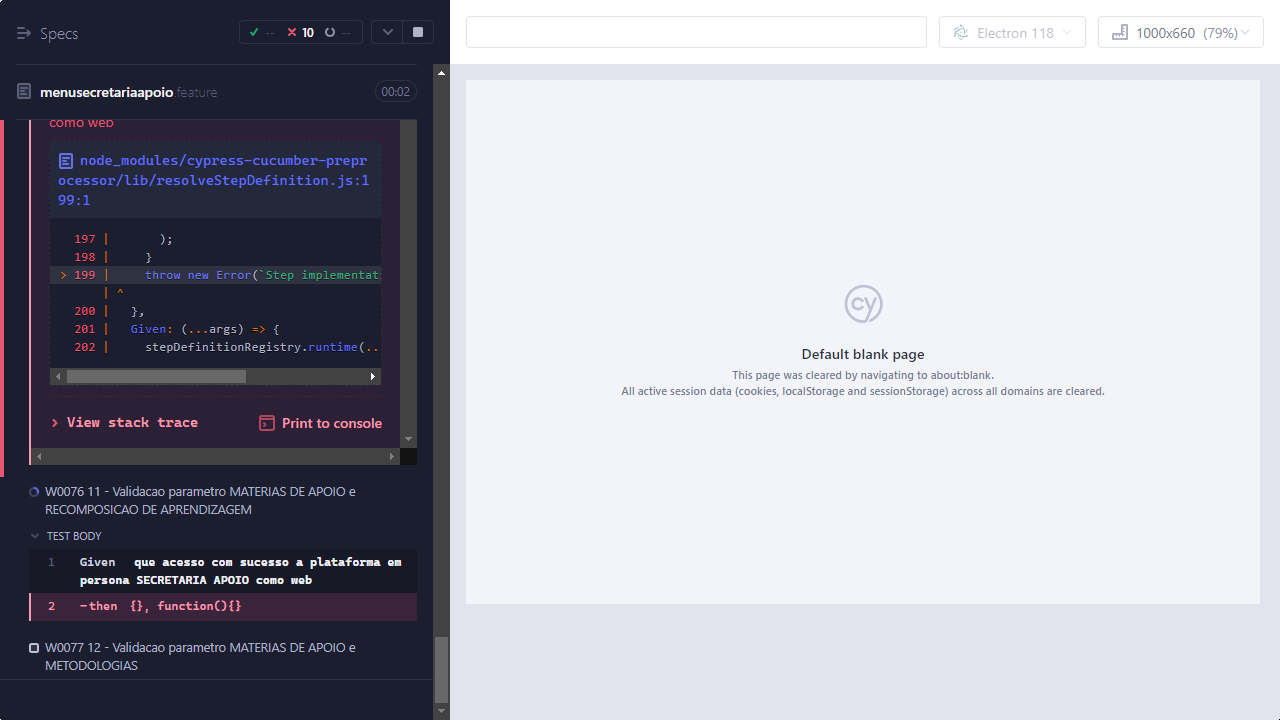 Specs
--
10
--
Electron 118
1000x660 (79%)
menusecretariaapoio.feature
00:02
como web
node_modules/cypress-cucumber-prepr
ocessor/lib/resolveStepDefinition.js:1
99:1
197 | );
198 | }
> 199 | throw new Error(`Step implementati
| ^
200 | },
201 | Given: (...args) => {
202 | stepDefinitionRegistry.runtime(..
View stack trace
Print to console
W0076 11 - Validacao parametro MATERIAS DE APOIO e
RECOMPOSICAO DE APRENDIZAGEM
TEST BODY
1 Given que acesso com sucesso a plataforma em
persona SECRETARIA APOIO como web
2 -then {}, function(){}
W0077 12 - Validacao parametro MATERIAS DE APOIO e
METODOLOGIAS
cy
Default blank page
This page was cleared by navigating to about:blank.
All active session data (cookies, localStorage and sessionStorage) across all domains are cleared.